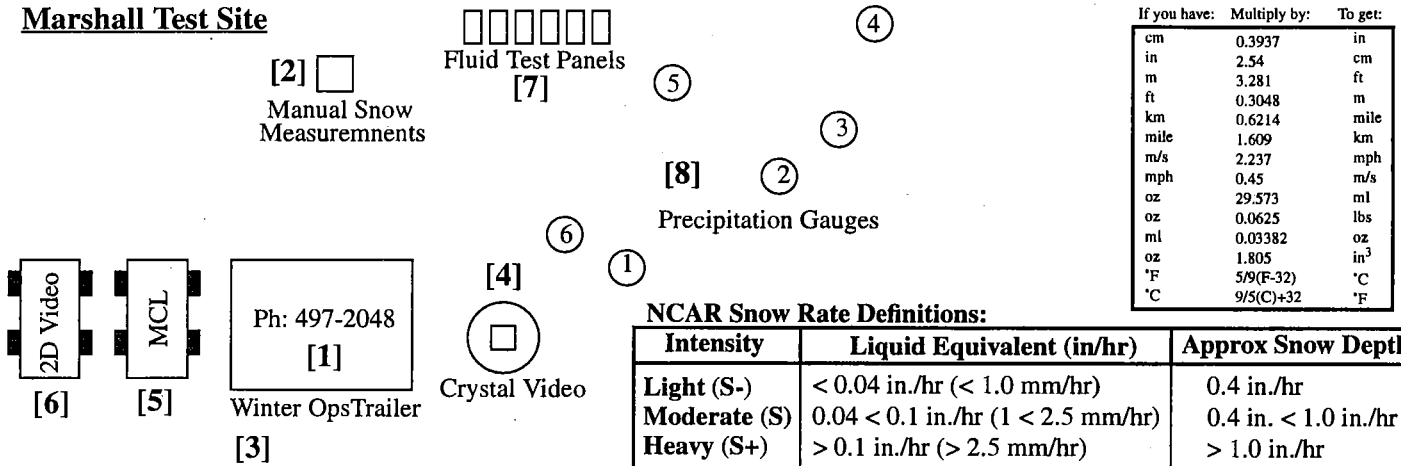 Marshall Test Site
[2]
Manual Snow
Measuremnents
Fluid Test Panels
[7]
4
5
3
[8]
2
Precipitation Gauges
6
1
2D Video
[6]
MCL
[5]
Ph: 497-2048
[1]
Winter OpsTrailer
[3]
[4]
Crystal Video
If you have: Multiply by: To get:
cm 0.3937 in
in 2.54 cm
m 3.281 ft
ft 0.3048 m
km 0.6214 mile
mile 1.609 km
m/s 2.237 mph
mph 0.45 m/s
oz 29.573 ml
oz 0.0625 lbs
ml 0.03382 oz
oz 1.805 in³
°F 5/9(F-32) °C
°C 9/5(C)+32 °F
NCAR Snow Rate Definitions:
Intensity Liquid Equivalent (in/hr) Approx Snow Depth
Light (S-) < 0.04 in./hr (< 1.0 mm/hr) 0.4 in./hr
Moderate (S) 0.04 < 0.1 in./hr (1 < 2.5 mm/hr) 0.4 in. < 1.0 in./hr
Heavy (S+) > 0.1 in./hr (> 2.5 mm/hr) > 1.0 in./hr